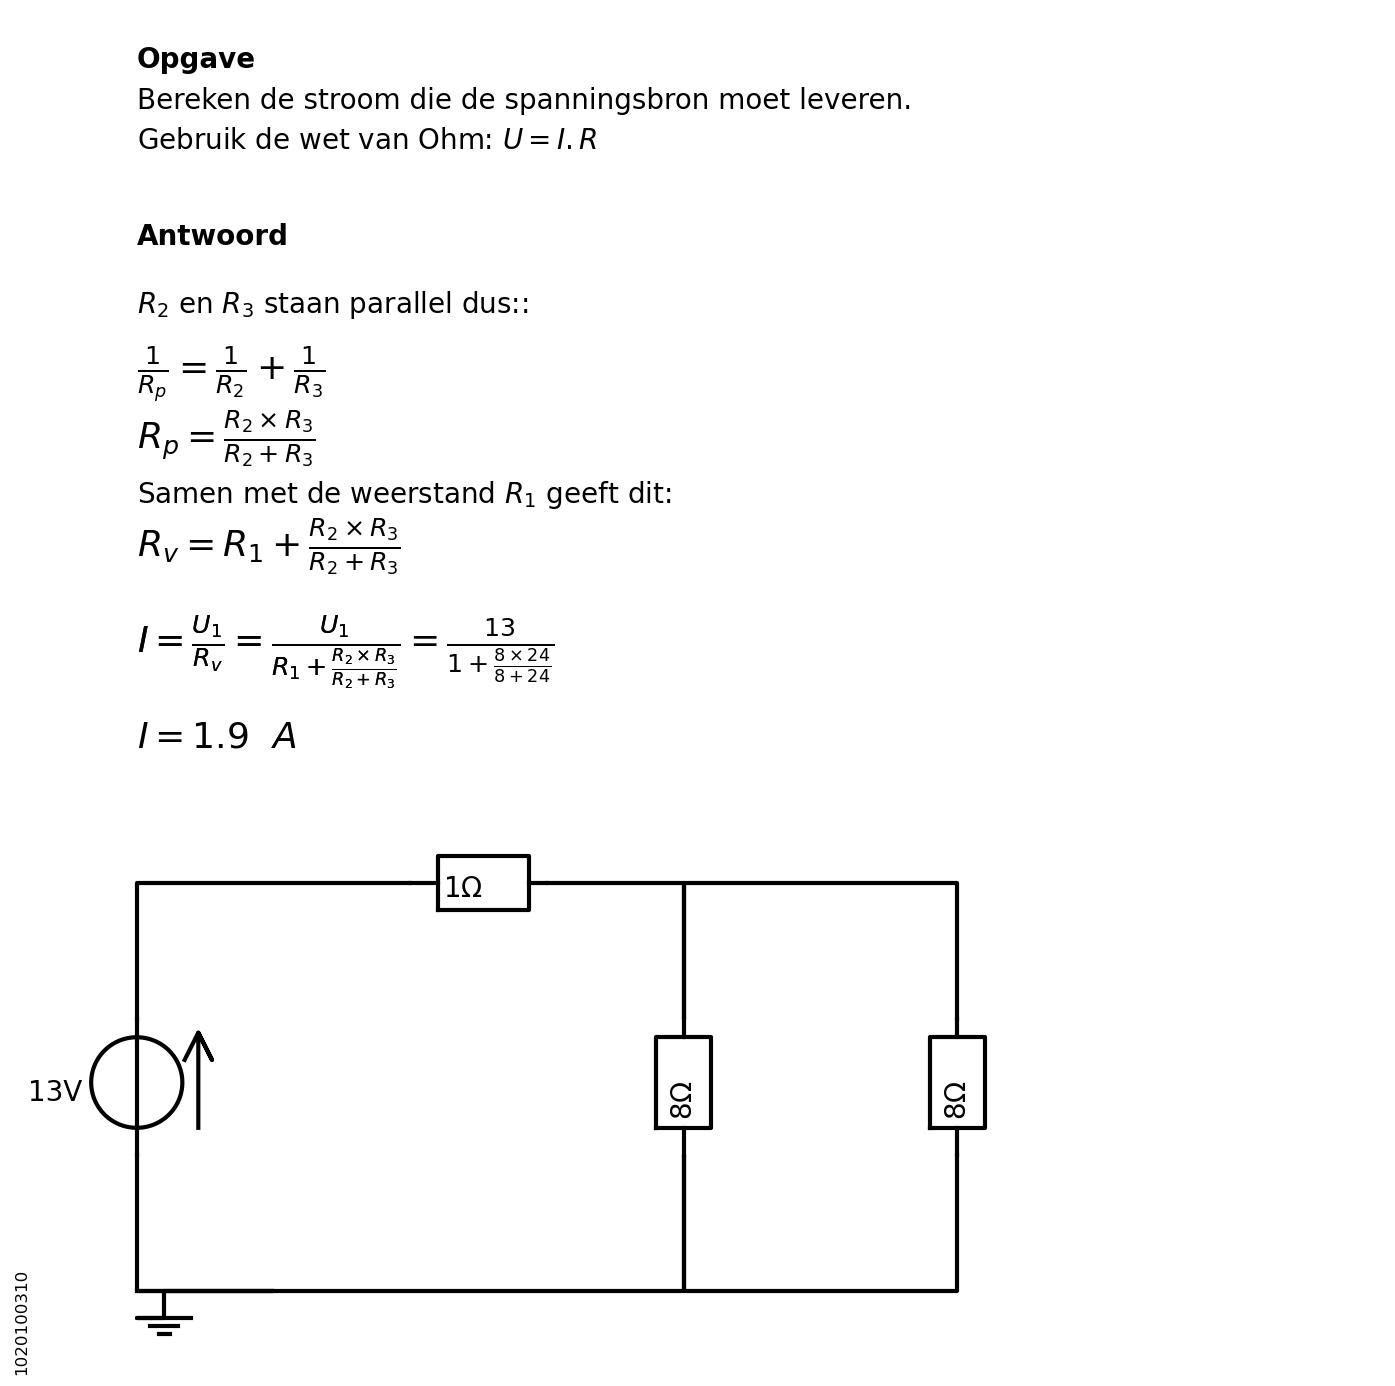 Opgave
Bereken de stroom die de spanningsbron moet leveren.
Gebruik de wet van Ohm: $U = I.R$
Antwoord
$R_2$ en $R_3$ staan parallel dus::
$\frac{1}{R_p} = \frac{1}{R_2} + \frac{1}{R_3}$
$R_p = \frac{R_2 \times R_3}{R_2 + R_3}$
Samen met de weerstand $R_1$ geeft dit:
$R_v = R_1 + \frac{R_2 \times R_3}{R_2 + R_3}$
$I = \frac{U_1}{R_v} = \frac{U_1}{R_1 + \frac{R_2 \times R_3}{R_2 + R_3}} = \frac{13}{1 + \frac{8 \times 24}{8 + 24}}$
$I = 1.9 \ A$
1Ω
13V
8Ω
8Ω
1020100310